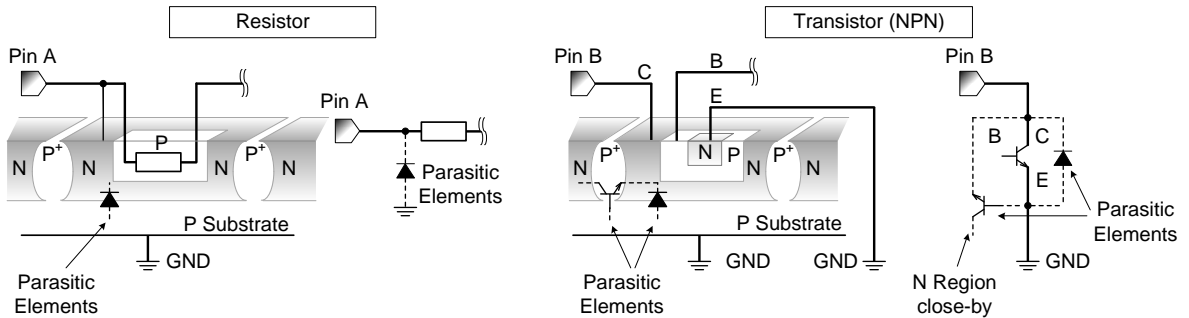 Resistor
Transistor (NPN)
Pin A
Pin B
Pin B
C
B
E
Pin A
N
P+
N
P
N
P+
N
N
P+
N
P
P+
N
B
C
E
Parasitic
Elements
P Substrate
GND
Parasitic
Elements
P Substrate
GND
GND
Parasitic
Elements
Parasitic
Elements
N Region
close-by